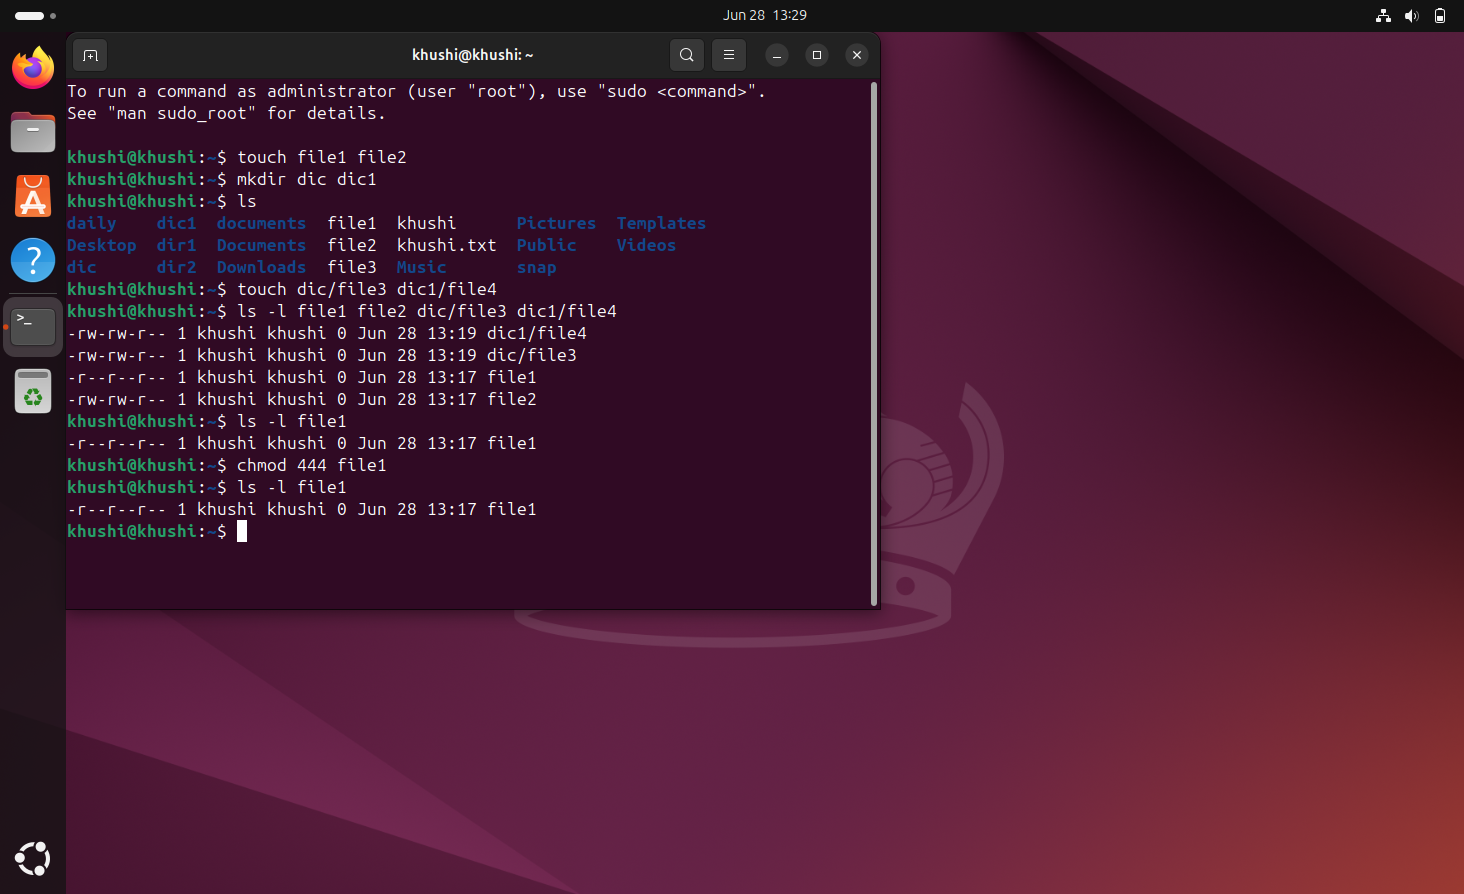 Jun 28 13:29
khushi@khushi: ~
To run a command as administrator (user "root"), use "sudo <command>".
See "man sudo_root" for details.
khushi@khushi:~$ touch file1 file2
khushi@khushi:~$ mkdir dic dic1
khushi@khushi:~$ ls
daily    dic1  documents  file1  khushi      Pictures  Templates
Desktop  dir1  Documents  file2  khushi.txt  Public    Videos
dic      dir2  Downloads  file3  Music       snap
khushi@khushi:~$ touch dic/file3 dic1/file4
khushi@khushi:~$ ls -l file1 file2 dic/file3 dic1/file4
-rw-rw-r-- 1 khushi khushi 0 Jun 28 13:19 dic1/file4
-rw-rw-r-- 1 khushi khushi 0 Jun 28 13:19 dic/file3
-r--r--r-- 1 khushi khushi 0 Jun 28 13:17 file1
-rw-rw-r-- 1 khushi khushi 0 Jun 28 13:17 file2
khushi@khushi:~$ ls -l file1
-r--r--r-- 1 khushi khushi 0 Jun 28 13:17 file1
khushi@khushi:~$ chmod 444 file1
khushi@khushi:~$ ls -l file1
-r--r--r-- 1 khushi khushi 0 Jun 28 13:17 file1
khushi@khushi:~$